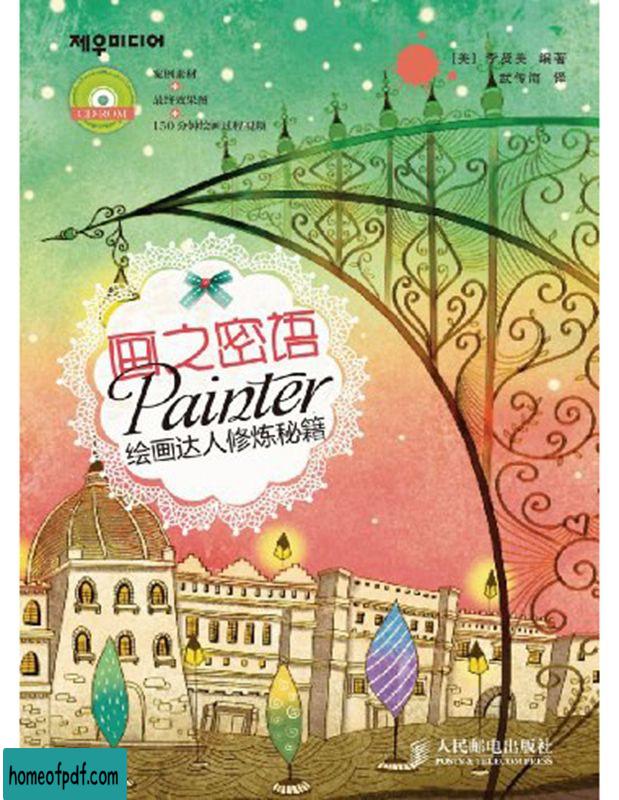 제우미디어
[美] 李贤美 编著
武传海 译
案例素材
+
最终效果图
+
150分钟绘画过程视频
CD-ROM
画之密语
Painter
绘画达人修炼秘籍
人民邮电出版社
POSTS & TELECOM PRESS
homeofpdf.com